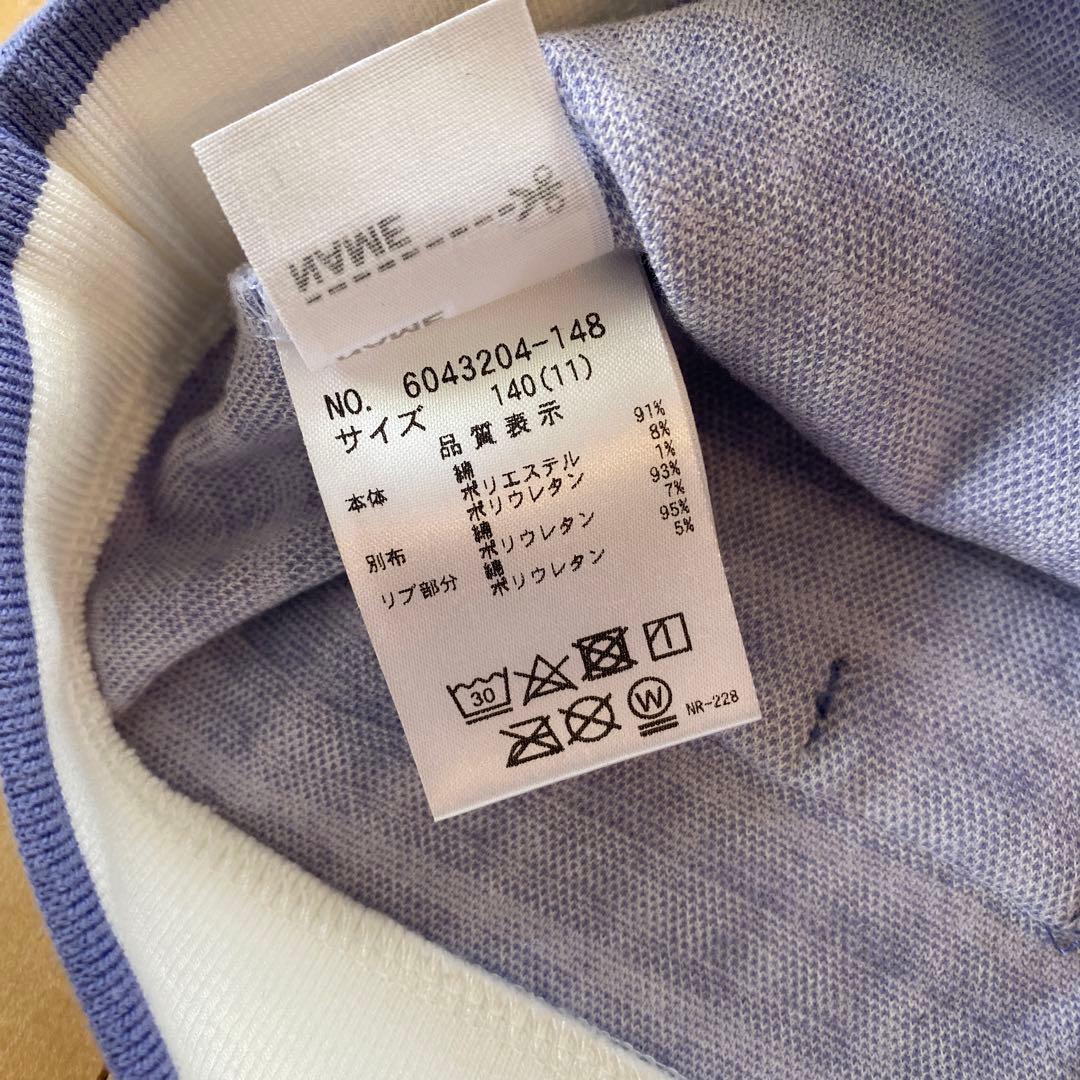 NAME
NO. 6043204-148
サイズ 140(11)
品質表示
本体 綿 91%
ポリエステル 8%
ポリウレタン 1%
別布 綿 93%
ポリウレタン 7%
リブ部分 綿 95%
ポリウレタン 5%
30
W NR-228